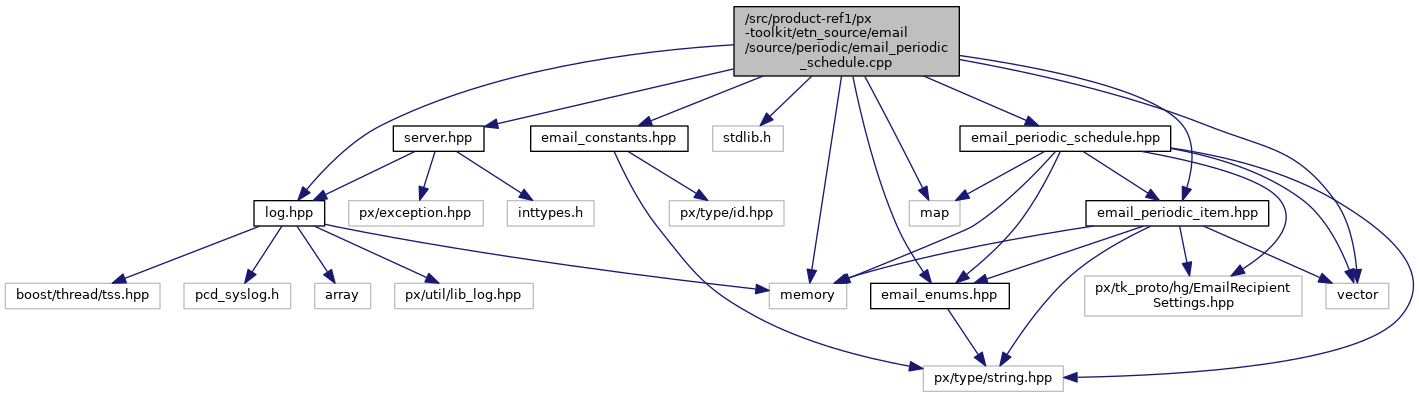 /src/product-ref1/px
-toolkit/etn_source/email
/source/periodic/email_periodic
_schedule.cpp
server.hpp
email_constants.hpp
stdlib.h
email_periodic_schedule.hpp
log.hpp
px/exception.hpp
inttypes.h
px/type/id.hpp
map
email_periodic_item.hpp
boost/thread/tss.hpp
pcd_syslog.h
array
px/util/lib_log.hpp
memory
email_enums.hpp
px/tk_proto/hg/EmailRecipient
Settings.hpp
vector
px/type/string.hpp